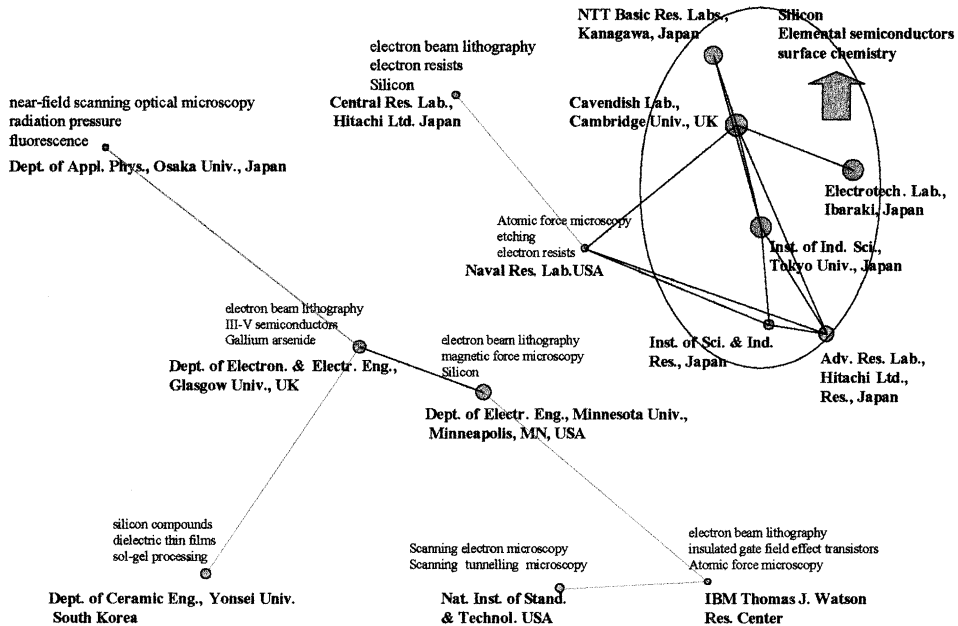 NTT Basic Res. Labs.,
Kanagawa, Japan
Silicon
Elemental semiconductors
surface chemistry
electron beam lithography
electron resists
Silicon
Central Res. Lab.,
Hitachi Ltd. Japan
Cavendish Lab.,
Cambridge Univ., UK
near-field scanning optical microscopy
radiation pressure
fluorescence
Dept. of Appl. Phys., Osaka Univ., Japan
Electrotech. Lab.,
Ibaraki, Japan
Atomic force microscopy
etching
electron resists
Naval Res. Lab.USA
Inst. of Ind. Sci.,
Tokyo Univ., Japan
electron beam lithography
III-V semiconductors
Gallium arsenide
Dept. of Electron. & Electr. Eng.,
Glasgow Univ., UK
electron beam lithography
magnetic force microscopy
Silicon
Dept. of Electr. Eng., Minnesota Univ.,
Minneapolis, MN, USA
Inst. of Sci. & Ind.
Res., Japan
Adv. Res. Lab.,
Hitachi Ltd.,
Res., Japan
silicon compounds
dielectric thin films
sol-gel processing
Dept. of Ceramic Eng., Yonsei Univ.
South Korea
Scanning electron microscopy
Scanning tunnelling microscopy
Nat. Inst. of Stand.
& Technol. USA
electron beam lithography
insulated gate field effect transistors
Atomic force microscopy
IBM Thomas J. Watson
Res. Center